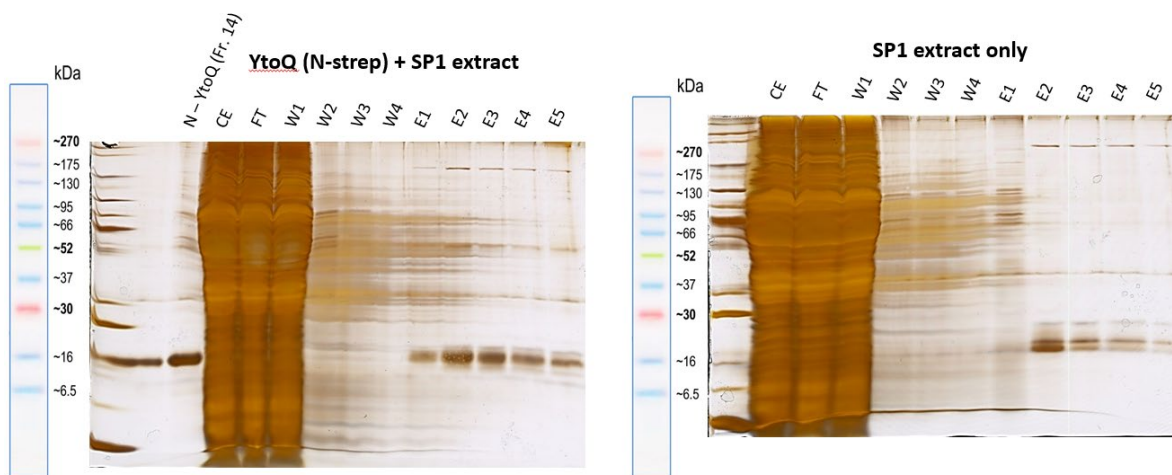 YtoQ (N-strep) + SP1 extract
kDa
N – YtoQ (Fr. 14)
CE
FT
W1
W2
W3
W4
E1
E2
E3
E4
E5
~270
~175
~130
~95
~66
~52
~37
~30
~16
~6.5
SP1 extract only
kDa
CE
FT
W1
W2
W3
W4
E1
E2
E3
E4
E5
~270
~175
~130
~95
~66
~52
~37
~30
~16
~6.5